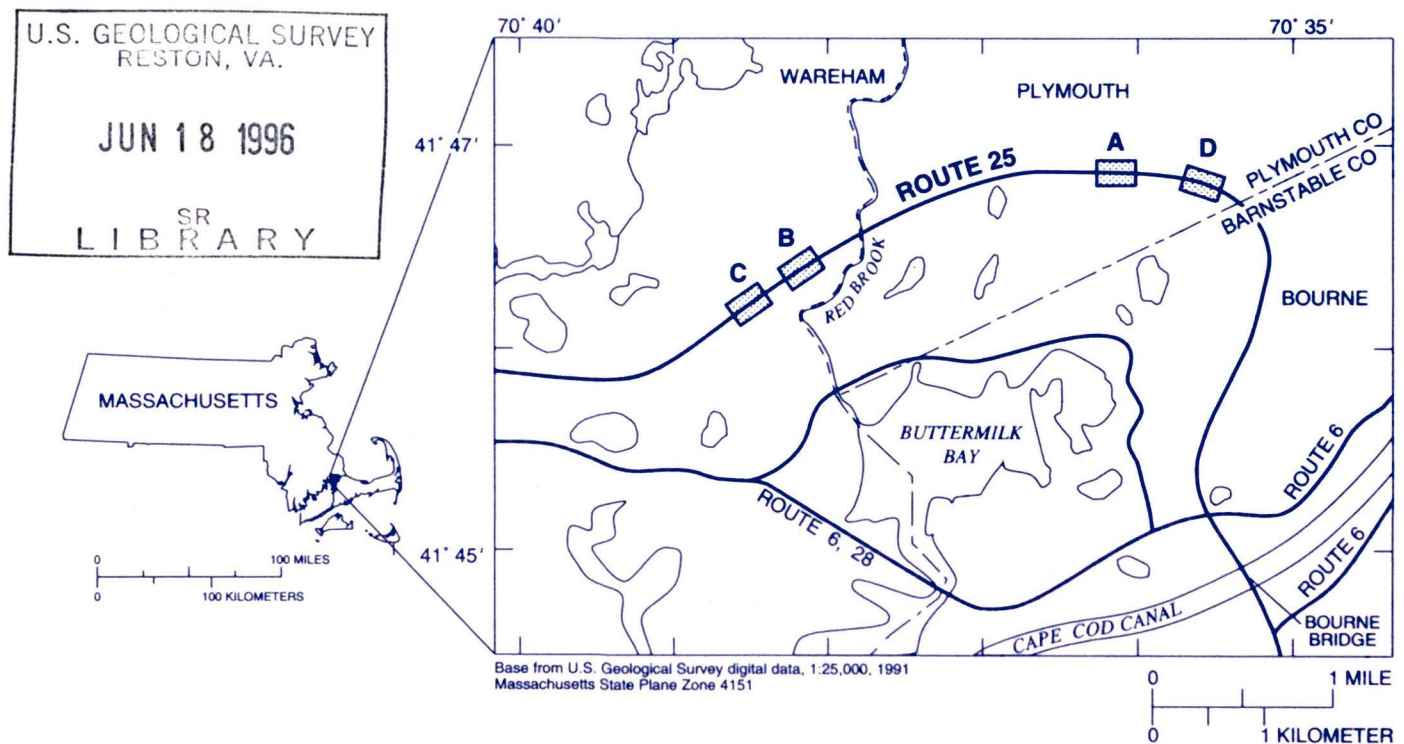 U.S. GEOLOGICAL SURVEY
RESTON, VA.
JUN 18 1996
SR
LIBRARY
70° 40'
70° 35'
WAREHAM
PLYMOUTH
41° 47'
ROUTE 25
A
D
PLYMOUTH CO
BARNSTABLE CO
B
C
RED BROOK
BOURNE
MASSACHUSETTS
BUTTERMILK
BAY
ROUTE 6
ROUTE 6, 28
41° 45'
ROUTE 6
0 100 MILES
0 100 KILOMETERS
CAPE COD CANAL
BOURNE
BRIDGE
Base from U.S. Geological Survey digital data, 1:25,000, 1991
Massachusetts State Plane Zone 4151
0 1 MILE
0 1 KILOMETER